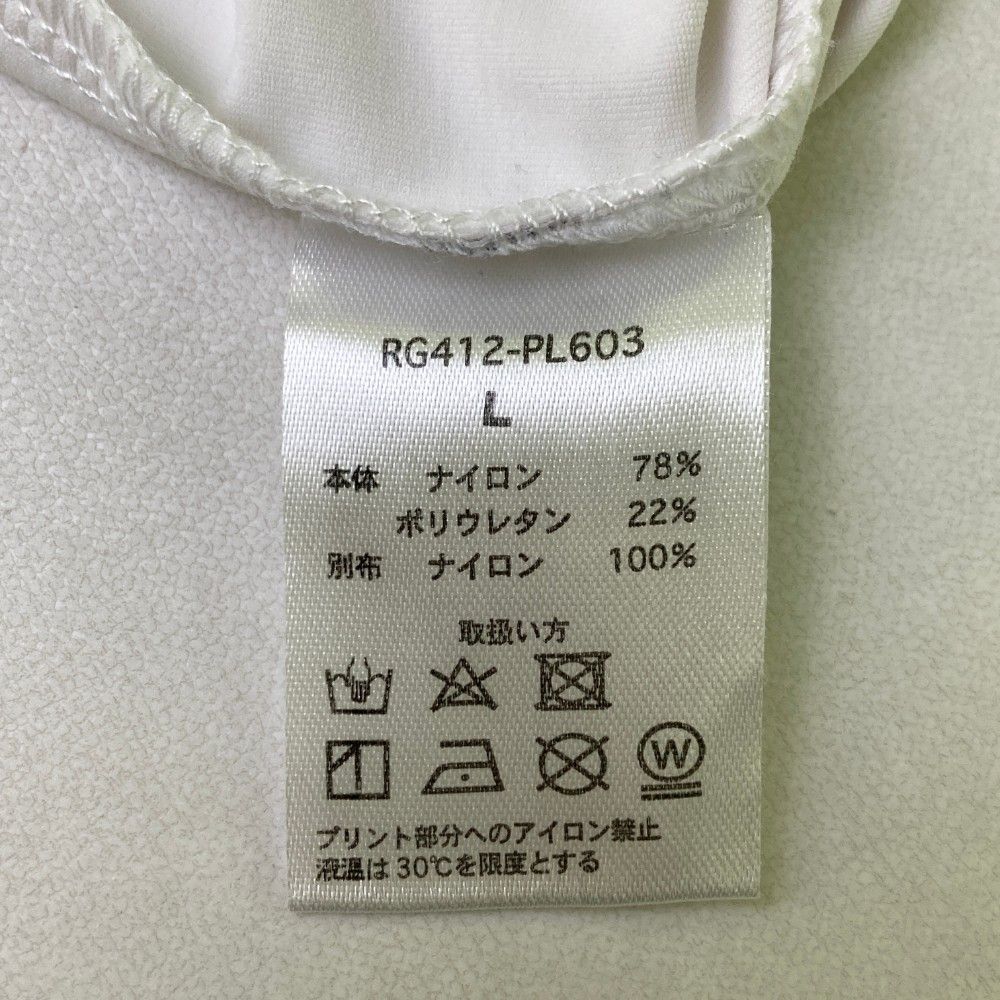 RG412-PL603
L
本体 ナイロン 78%
ポリウレタン 22%
別布 ナイロン 100%
取扱い方
W
プリント部分へのアイロン禁止
液温は30℃を限度とする